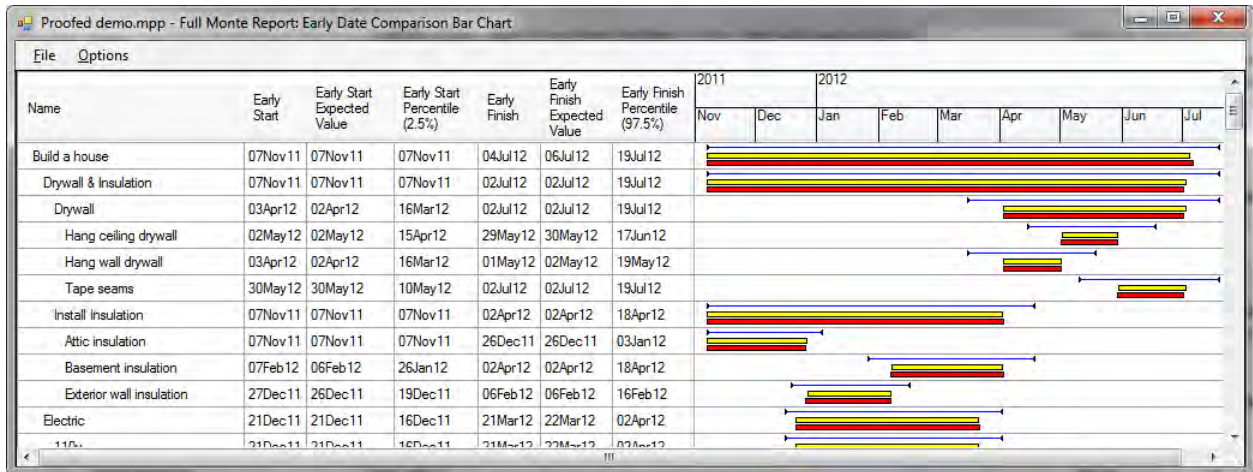 Proofed demo.mpp - Full Monte Report: Early Date Comparison Bar Chart
File Options
Name Early Start Early Start Expected Value Early Start Percentile (2.5%) Early Finish Early Finish Expected Value Early Finish Percentile (97.5%) 2011 2012
Nov Dec Jan Feb Mar Apr May Jun Jul
Build a house 07Nov11 07Nov11 07Nov11 04Jul12 06Jul12 19Jul12
Drywall & Insulation 07Nov11 07Nov11 07Nov11 02Jul12 02Jul12 19Jul12
Drywall 03Apr12 02Apr12 16Mar12 02Jul12 02Jul12 19Jul12
Hang ceiling drywall 02May12 02May12 15Apr12 29May12 30May12 17Jun12
Hang wall drywall 03Apr12 02Apr12 16Mar12 01May12 02May12 19May12
Tape seams 30May12 30May12 10May12 02Jul12 02Jul12 19Jul12
Install Insulation 07Nov11 07Nov11 07Nov11 02Apr12 02Apr12 18Apr12
Attic insulation 07Nov11 07Nov11 07Nov11 26Dec11 26Dec11 03Jan12
Basement insulation 07Feb12 06Feb12 26Jan12 02Apr12 02Apr12 18Apr12
Exterior wall insulation 27Dec11 26Dec11 19Dec11 06Feb12 06Feb12 16Feb12
Electric 21Dec11 21Dec11 16Dec11 21Mar12 22Mar12 02Apr12
110v 21Dec11 21Dec11 16Dec11 21Mar12 22Mar12 02Apr12